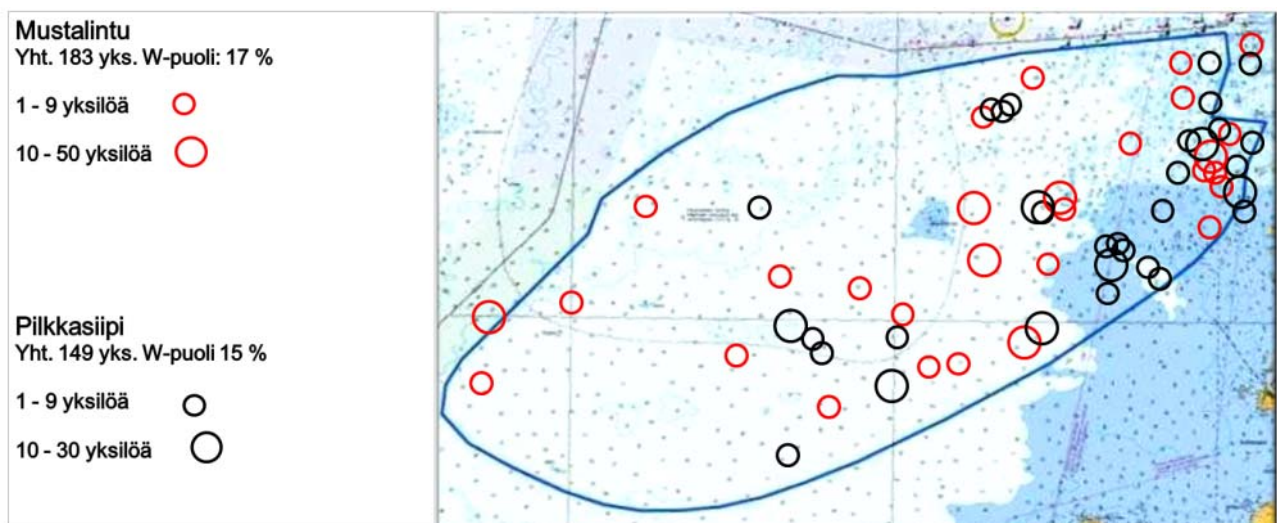 Mustalintu
Yht. 183 yks. W-puoli: 17 %
1 - 9 yksilöä
10 - 50 yksilöä
Pilkkasiipi
Yht. 149 yks. W-puoli 15 %
1 - 9 yksilöä
10 - 30 yksilöä